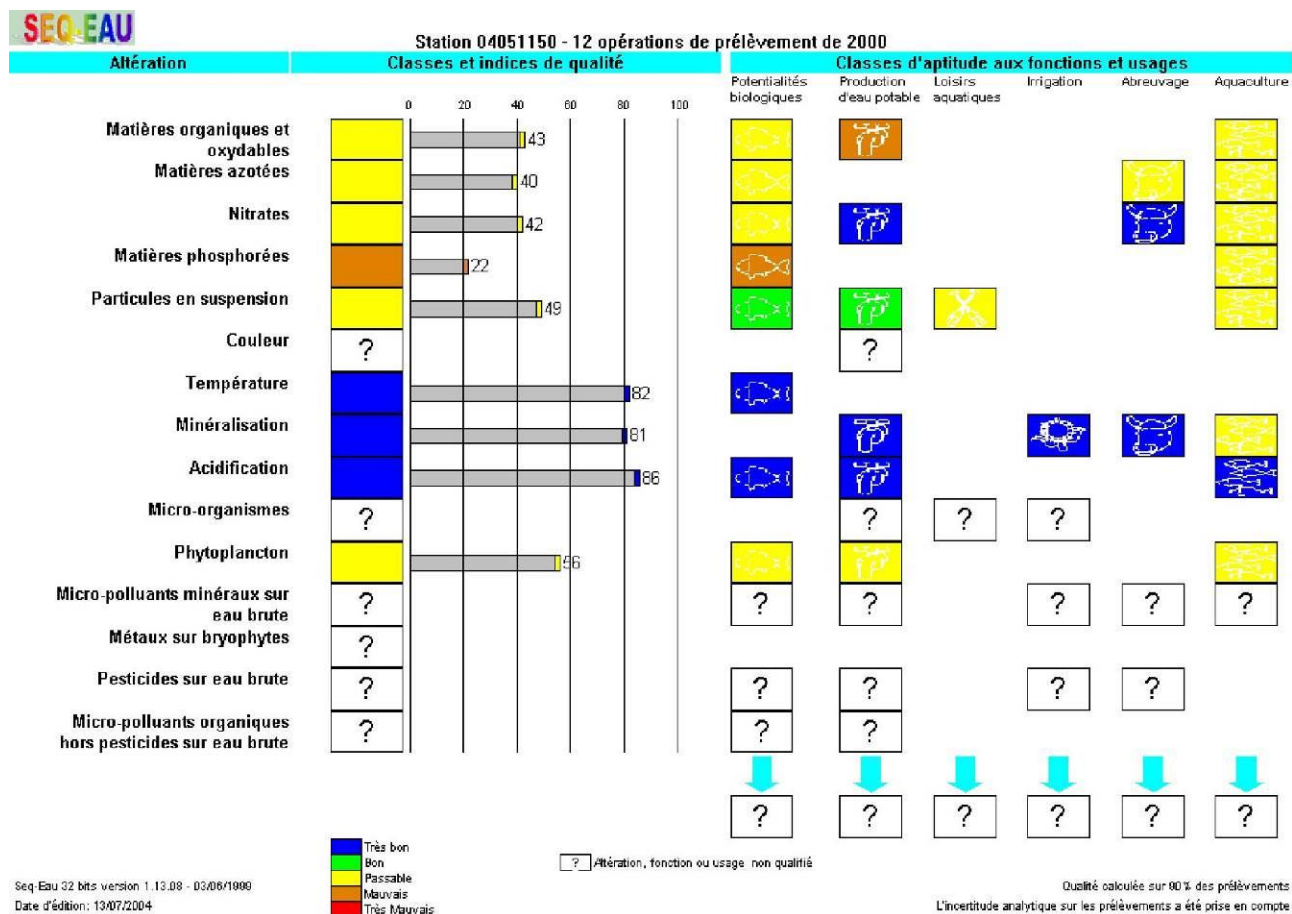 SEQ-EAU
Station 04051150 - 12 opérations de prélèvement de 2000
Altération
Classes et indices de qualité
Classes d'aptitude aux fonctions et usages
Potentialités biologiques
Production d'eau potable
Loisirs aquatiques
Irrigation
Abreuvage
Aquaculture
0 20 40 60 80 100
Matières organiques et
oxydables
43
Matières azotées
40
Nitrates
42
Matières phosphorées
22
Particules en suspension
49
Couleur
? ?
Température
82
Minéralisation
81
Acidification
86
Micro-organismes
? ? ? ?
Phytoplancton
56
Micro-polluants minéraux sur
eau brute
? ? ? ? ? ?
Métaux sur bryophytes
?
Pesticides sur eau brute
? ? ? ? ?
Micro-polluants organiques
hors pesticides sur eau brute
? ? ?
? ? ? ? ? ?
Très bon
Bon
Passable
Mauvais
Très Mauvais
? Altération, fonction ou usage non qualifié
Seq-Eau 32 bits version 1.13.08 - 03/06/1999
Date d'édition: 13/07/2004
Qualité calculée sur 90 % des prélèvements
L'incertitude analytique sur les prélèvements a été prise en compte